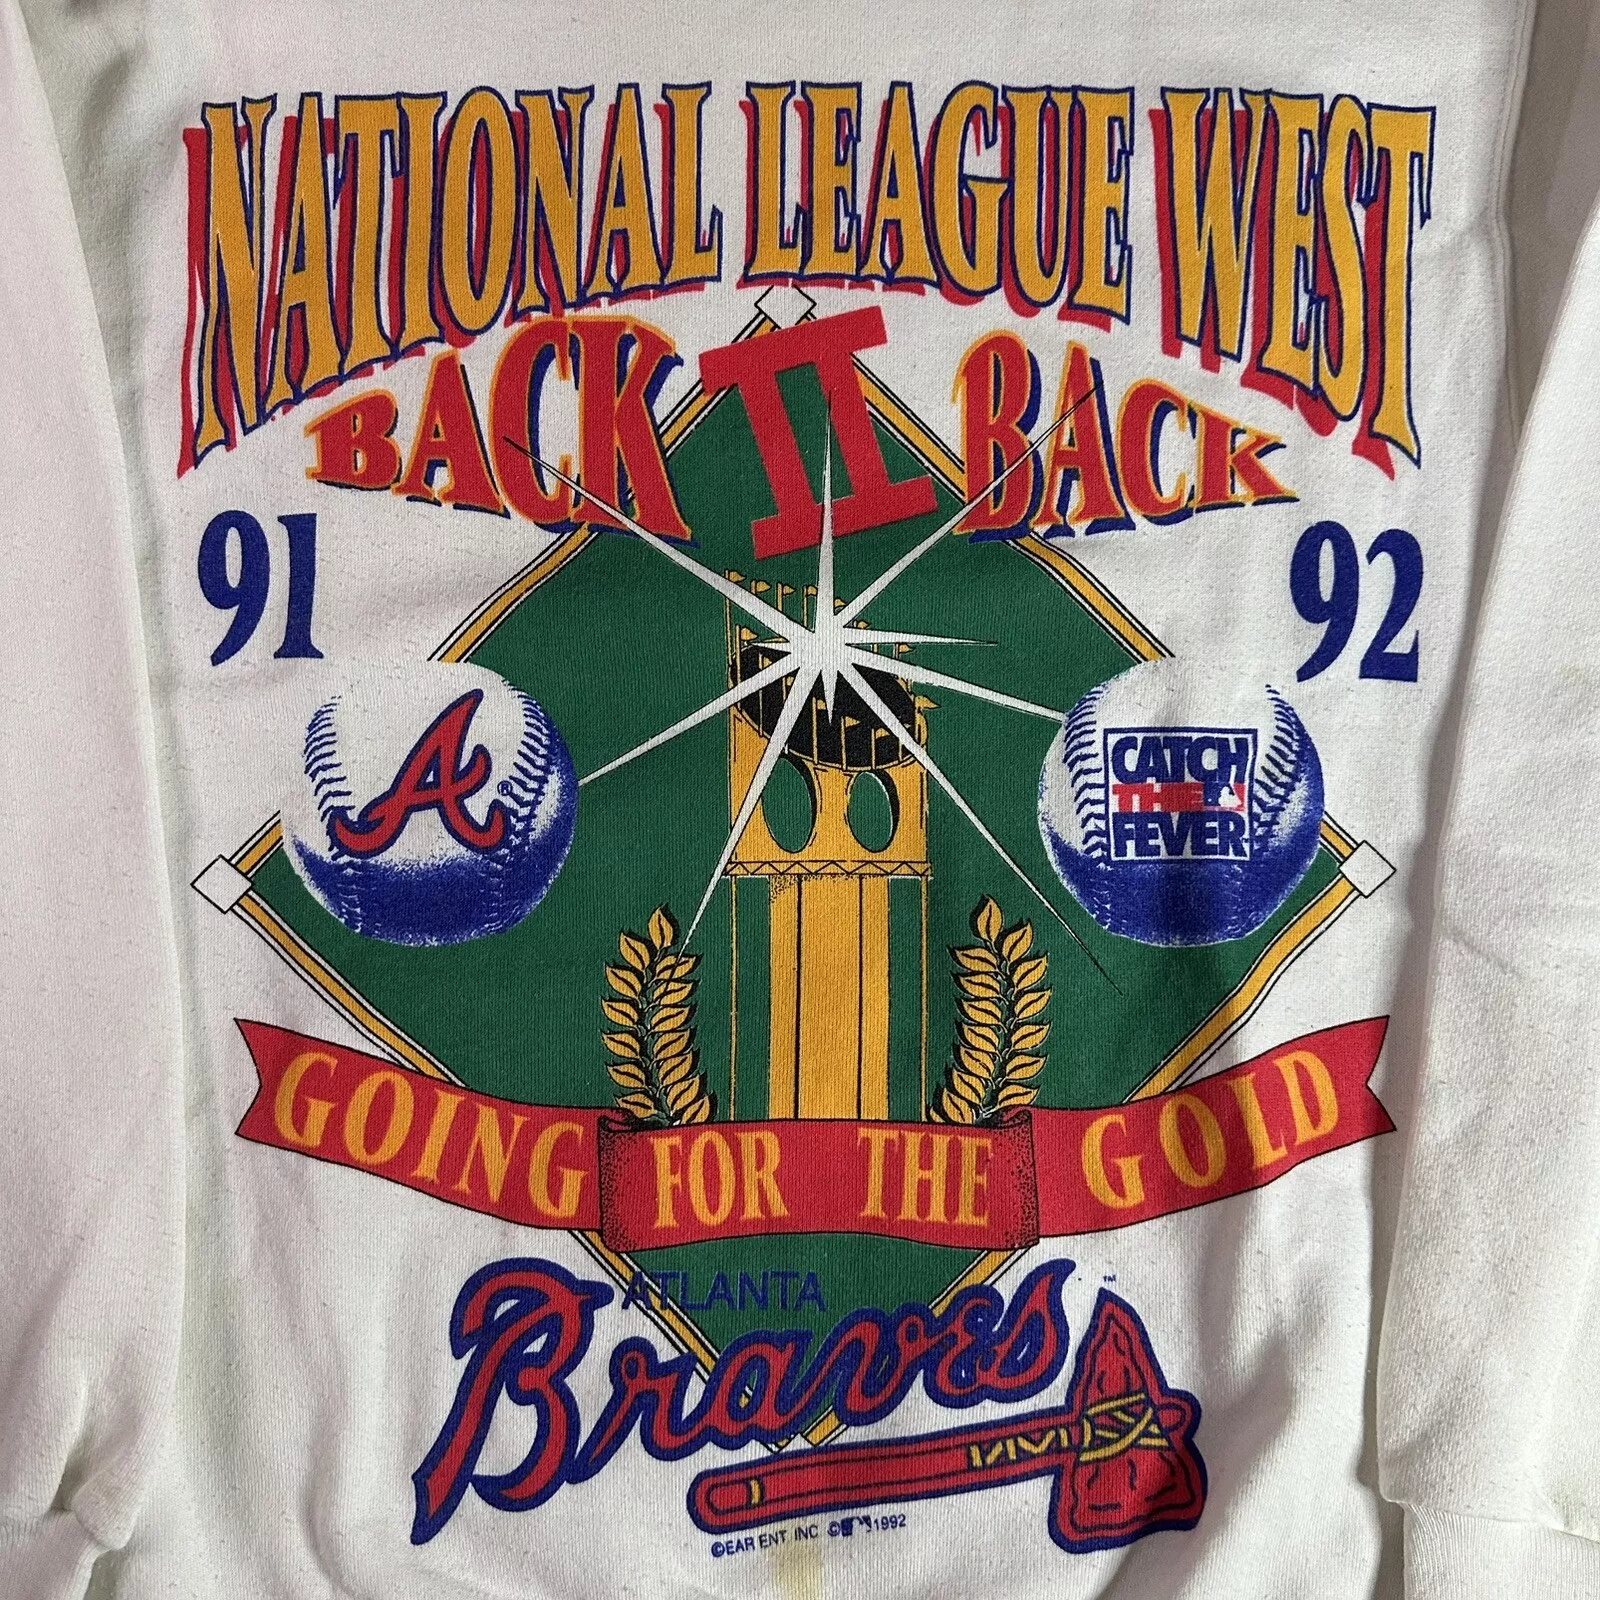 NATIONAL LEAGUE WEST
BACK II BACK
91
92
A®
CATCH
THE
FEVER
GOING FOR THE GOLD
ATLANTA
Braves™
©EAR ENT. INC © 1992